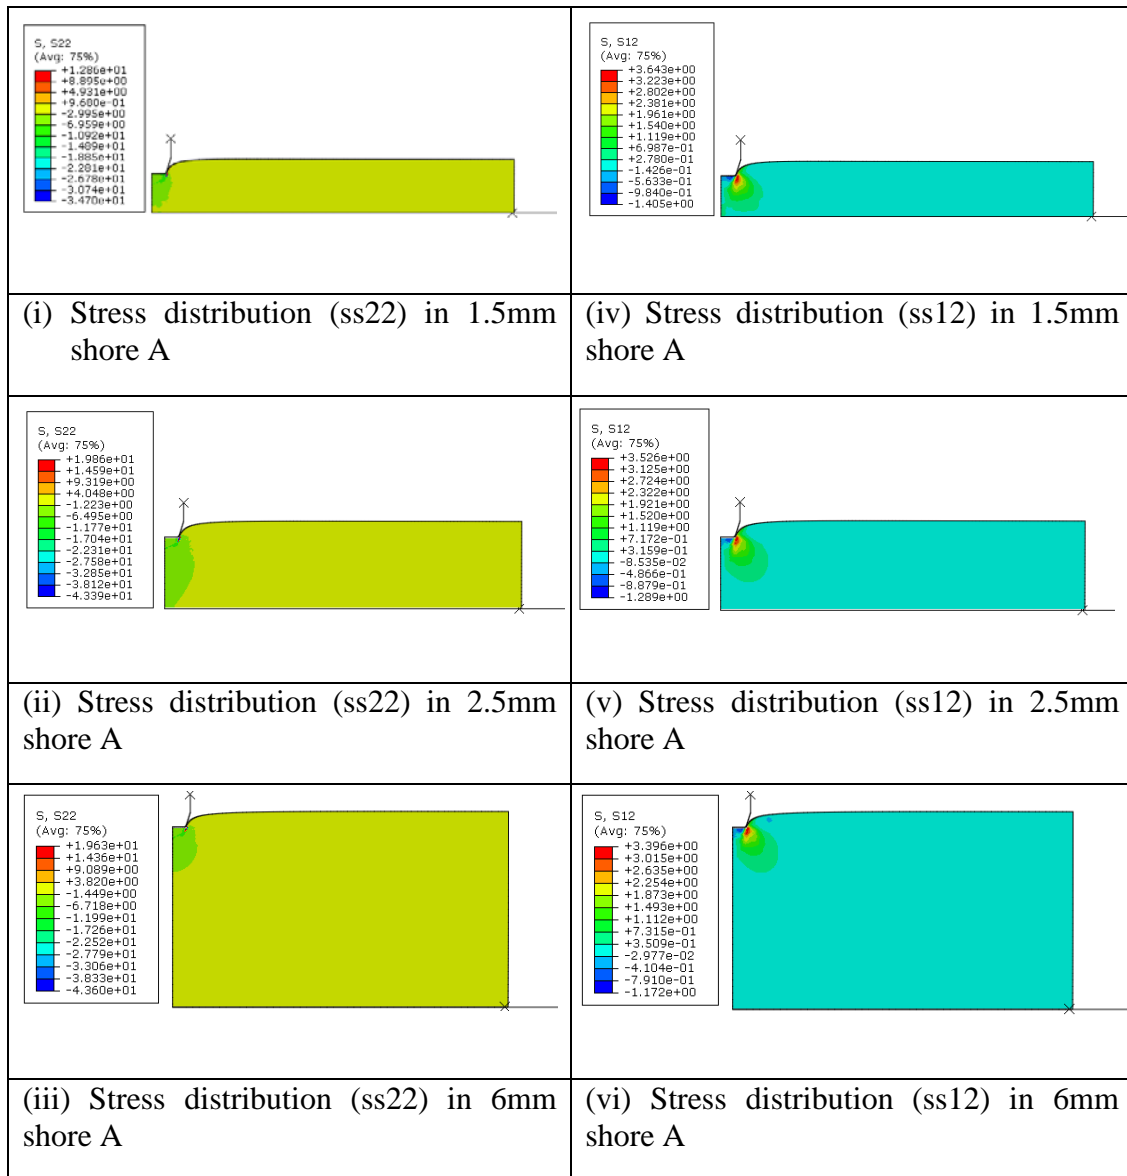 S, S22
(Avg: 75%)
+1.286e+01
+8.895e+00
+4.931e+00
+9.680e-01
-2.995e+00
-6.959e+00
-1.092e+01
-1.489e+01
-1.885e+01
-2.281e+01
-2.678e+01
-3.074e+01
-3.470e+01
S, S12
(Avg: 75%)
+3.643e+00
+3.223e+00
+2.802e+00
+2.381e+00
+1.961e+00
+1.540e+00
+1.119e+00
+6.987e-01
+2.780e-01
-1.426e-01
-5.633e-01
-9.840e-01
-1.405e+00
(i) Stress distribution (ss22) in 1.5mm
shore A
(iv) Stress distribution (ss12) in 1.5mm
shore A
S, S22
(Avg: 75%)
+1.986e+01
+1.459e+01
+9.319e+00
+4.048e+00
-1.223e+00
-6.495e+00
-1.177e+01
-1.704e+01
-2.231e+01
-2.758e+01
-3.285e+01
-3.812e+01
-4.339e+01
S, S12
(Avg: 75%)
+3.526e+00
+3.125e+00
+2.724e+00
+2.322e+00
+1.921e+00
+1.520e+00
+1.119e+00
+7.172e-01
+3.159e-01
-8.535e-02
-4.866e-01
-8.879e-01
-1.289e+00
(ii) Stress distribution (ss22) in 2.5mm
shore A
(v) Stress distribution (ss12) in 2.5mm
shore A
S, S22
(Avg: 75%)
+1.963e+01
+1.436e+01
+9.089e+00
+3.820e+00
-1.449e+00
-6.718e+00
-1.199e+01
-1.726e+01
-2.252e+01
-2.779e+01
-3.306e+01
-3.833e+01
-4.360e+01
S, S12
(Avg: 75%)
+3.396e+00
+3.015e+00
+2.635e+00
+2.254e+00
+1.873e+00
+1.493e+00
+1.112e+00
+7.315e-01
+3.509e-01
-2.977e-02
-4.104e-01
-7.910e-01
-1.172e+00
(iii) Stress distribution (ss22) in 6mm
shore A
(vi) Stress distribution (ss12) in 6mm
shore A